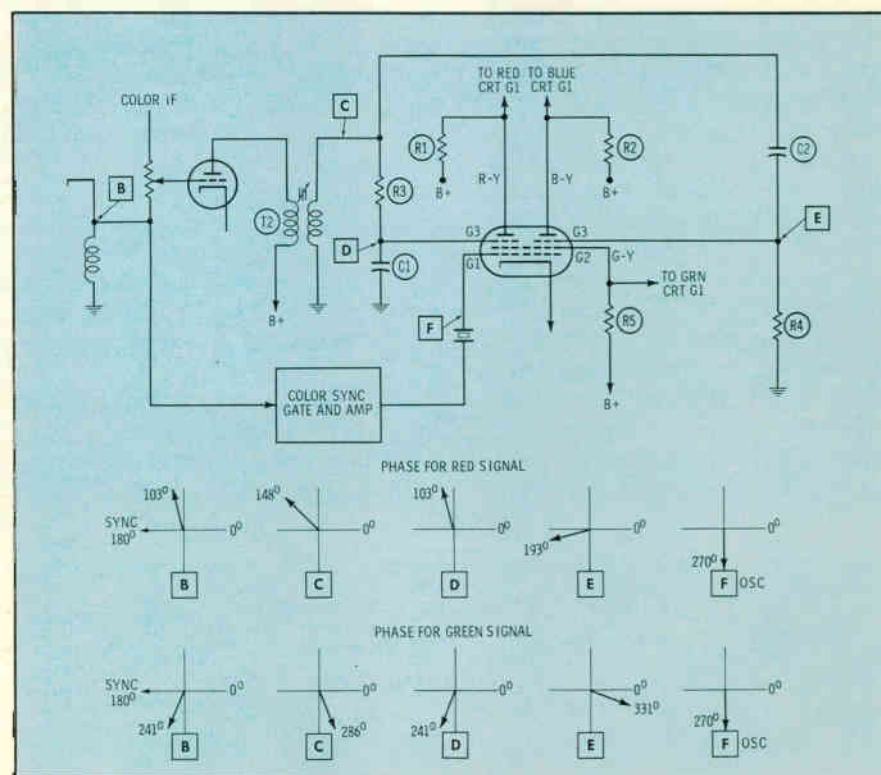 TO RED TO BLUE
CRT G1 CRT G1
COLOR IF
C
R1
R2
C2
B
B+
R-Y
B-Y
B+
R3
T2
D
G3
G3
E
G1
G2
G-Y
C1
TO GRN
CRT G1
B+
F
R5
R4
COLOR SYNC
GATE AND AMP
B+
PHASE FOR RED SIGNAL
103° 148° 103°
SYNC
180° 0° 0° 0° 193° 0° 270° 0°
B C D E F OSC
PHASE FOR GREEN SIGNAL
SYNC
180° 0° 0° 0° 0° 0°
241° 286° 241° 331° 270°
B C D E F OSC